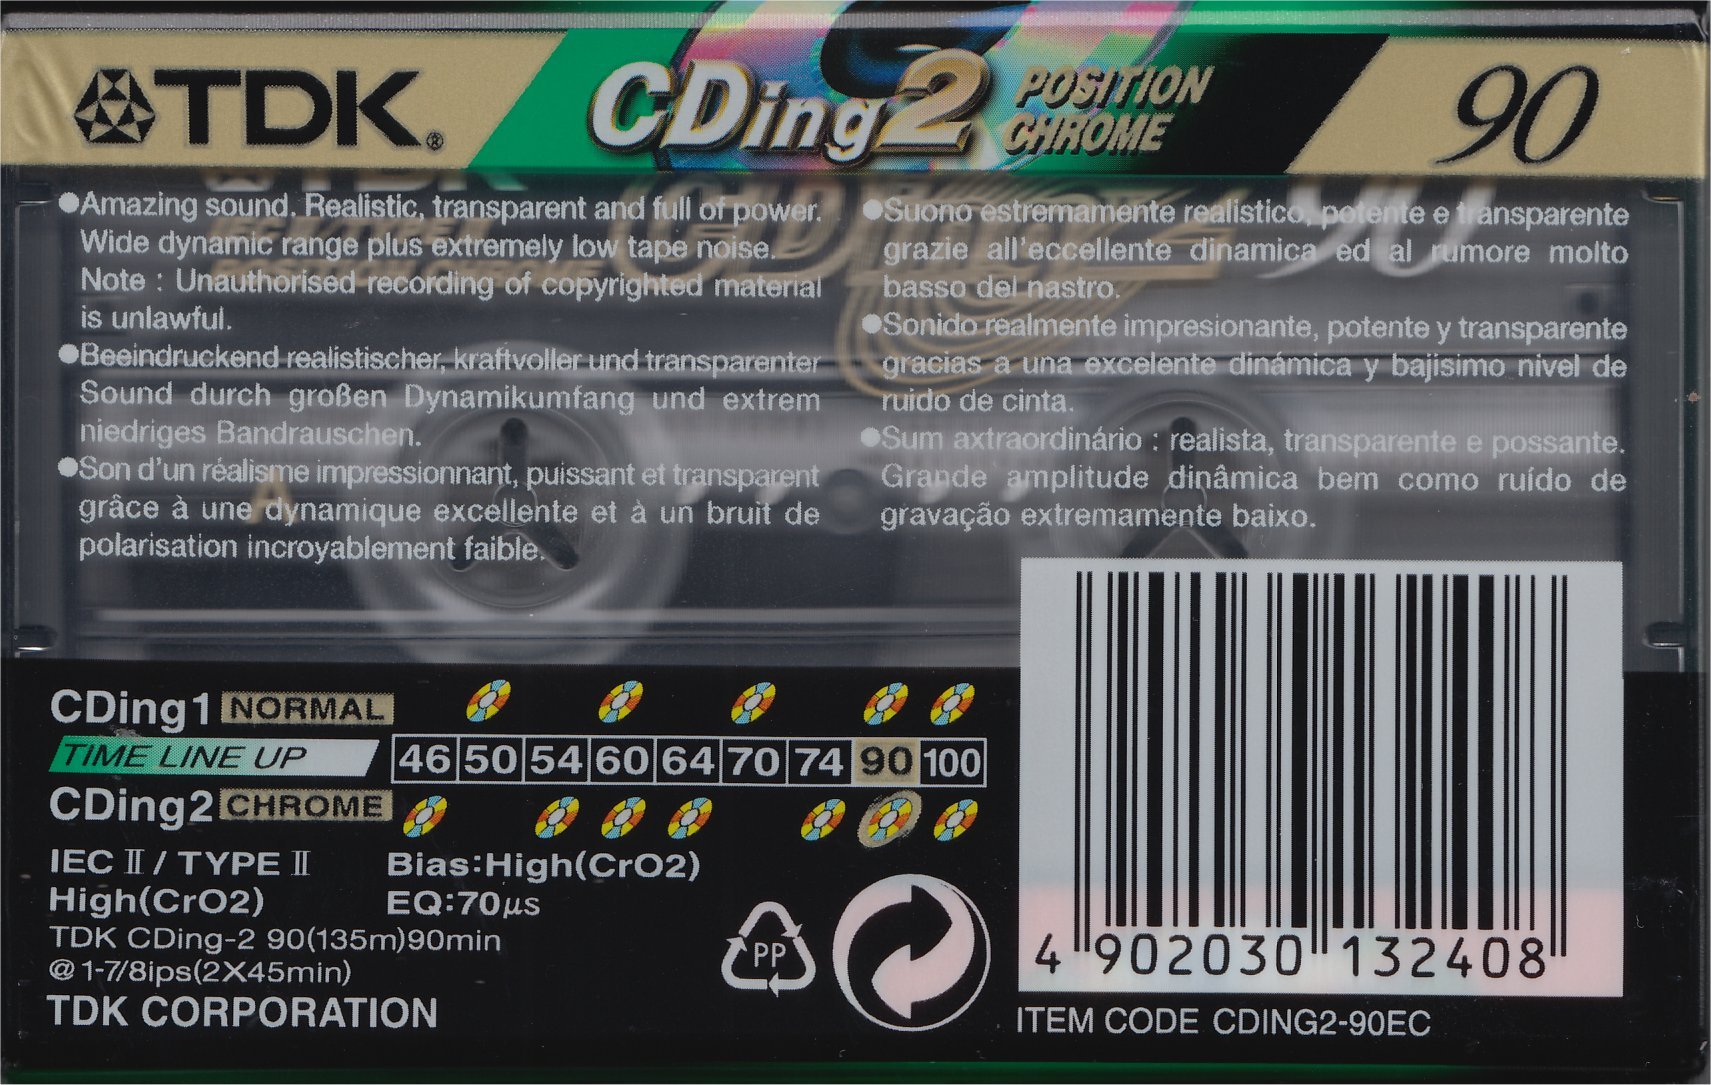 TDK®
CDing2
POSITION
CHROME
90
●Amazing sound. Realistic, transparent and full of power.
Wide dynamic range plus extremely low tape noise.
Note : Unauthorised recording of copyrighted material
is unlawful.
●Beeindruckend realistischer, kraftvoller und transparenter
Sound durch großen Dynamikumfang und extrem
niedriges Bandrauschen.
●Son d'un réalisme impressionnant, puissant et transparent
grâce à une dynamique excellente et à un bruit de
polarisation incroyablement faible.
●Suono estremamente realistico, potente e transparente
grazie all'eccellente dinamica ed al rumore molto
basso del nastro.
●Sonido realmente impresionante, potente y transparente
gracias a una excelente dinámica y bajisimo nivel de
ruido de cinta.
●Sum axtraordinário : realista, transparente e possante.
Grande amplitude dinâmica bem como ruído de
gravação extremamente baixo.
A
CDing1 NORMAL
TIME LINE UP 46 50 54 60 64 70 74 90 100
CDing2 CHROME
IEC II / TYPE II
High(CrO2)
Bias:High(CrO2)
EQ:70μs
TDK CDing-2 90(135m)90min
@ 1-7/8ips(2X45min)
TDK CORPORATION
PP
4 902030 132408
ITEM CODE CDING2-90EC